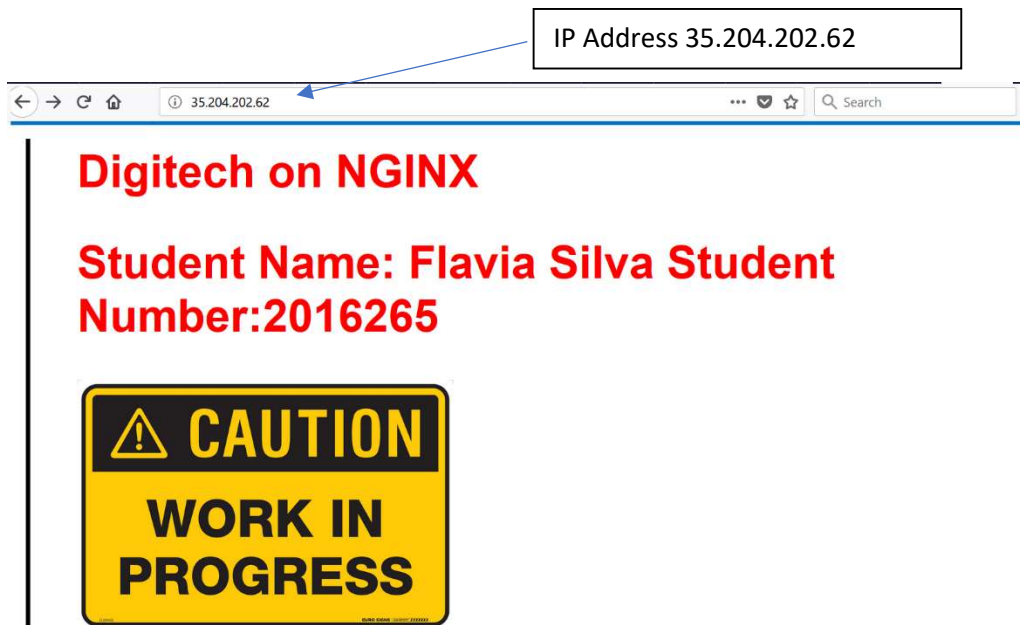 IP Address 35.204.202.62
35.204.202.62
Search
Digitech on NGINX
Student Name: Flavia Silva Student
Number:2016265
CAUTION
WORK IN
PROGRESS